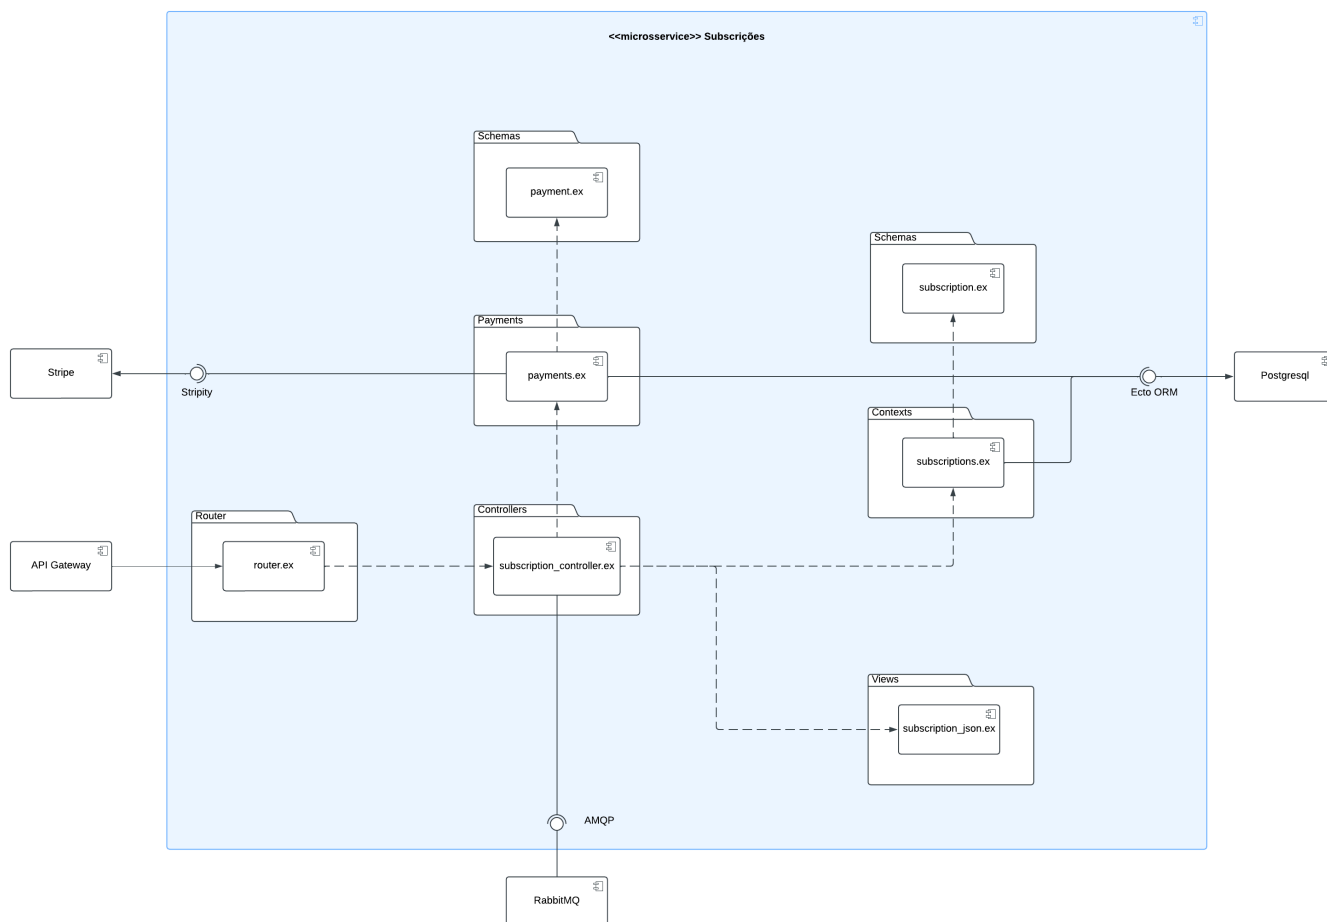 <<microsservice>> Subscrições
Schemas
payment.ex
Schemas
subscription.ex
Payments
payments.ex
Stripe
Stripity
Postgresql
Ecto ORM
Contexts
subscriptions.ex
Router
router.ex
Controllers
subscription_controller.ex
API Gateway
Views
subscription_json.ex
AMQP
RabbitMQ